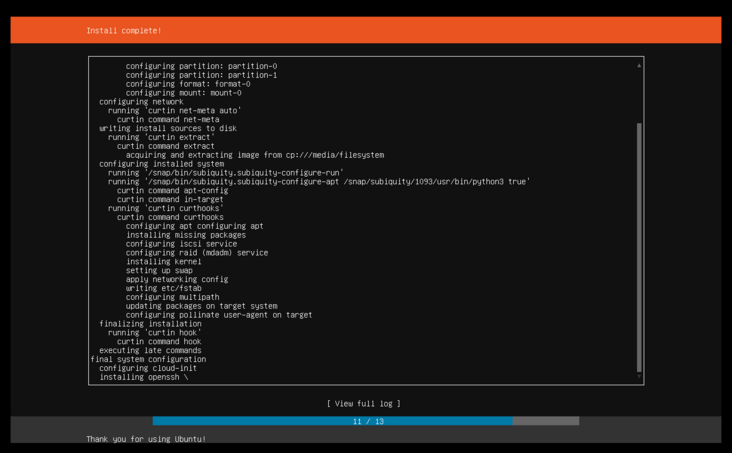 Install complete!
configuring partition: partition-0
configuring partition: partition-1
configuring format: format-0
configuring mount: mount-0
configuring network
running 'curtin net-meta auto'
curtin command net-meta
writing install sources to disk
running 'curtin extract'
curtin command extract
acquiring and extracting image from cp:///media/filesystem
configuring installed system
running '/snap/bin/subiquity.subiquity-configure-run'
running '/snap/bin/subiquity.subiquity-configure-apt /snap/subiquity/1093/usr/bin/python3 true'
curtin command apt-config
curtin command in-target
running 'curtin curthooks'
curtin command curthooks
configuring apt configuring apt
installing missing packages
configuring iscsi service
configuring raid (mdadm) service
installing kernel
setting up swap
apply networking config
writing etc/fstab
configuring multipath
updating packages on target system
configuring pollinate user-agent on target
finalizing installation
running 'curtin hook'
curtin command hook
executing late commands
final system configuration
configuring cloud-init
installing openssh \
[ View full log ]
11 / 13
Thank you for using Ubuntu!